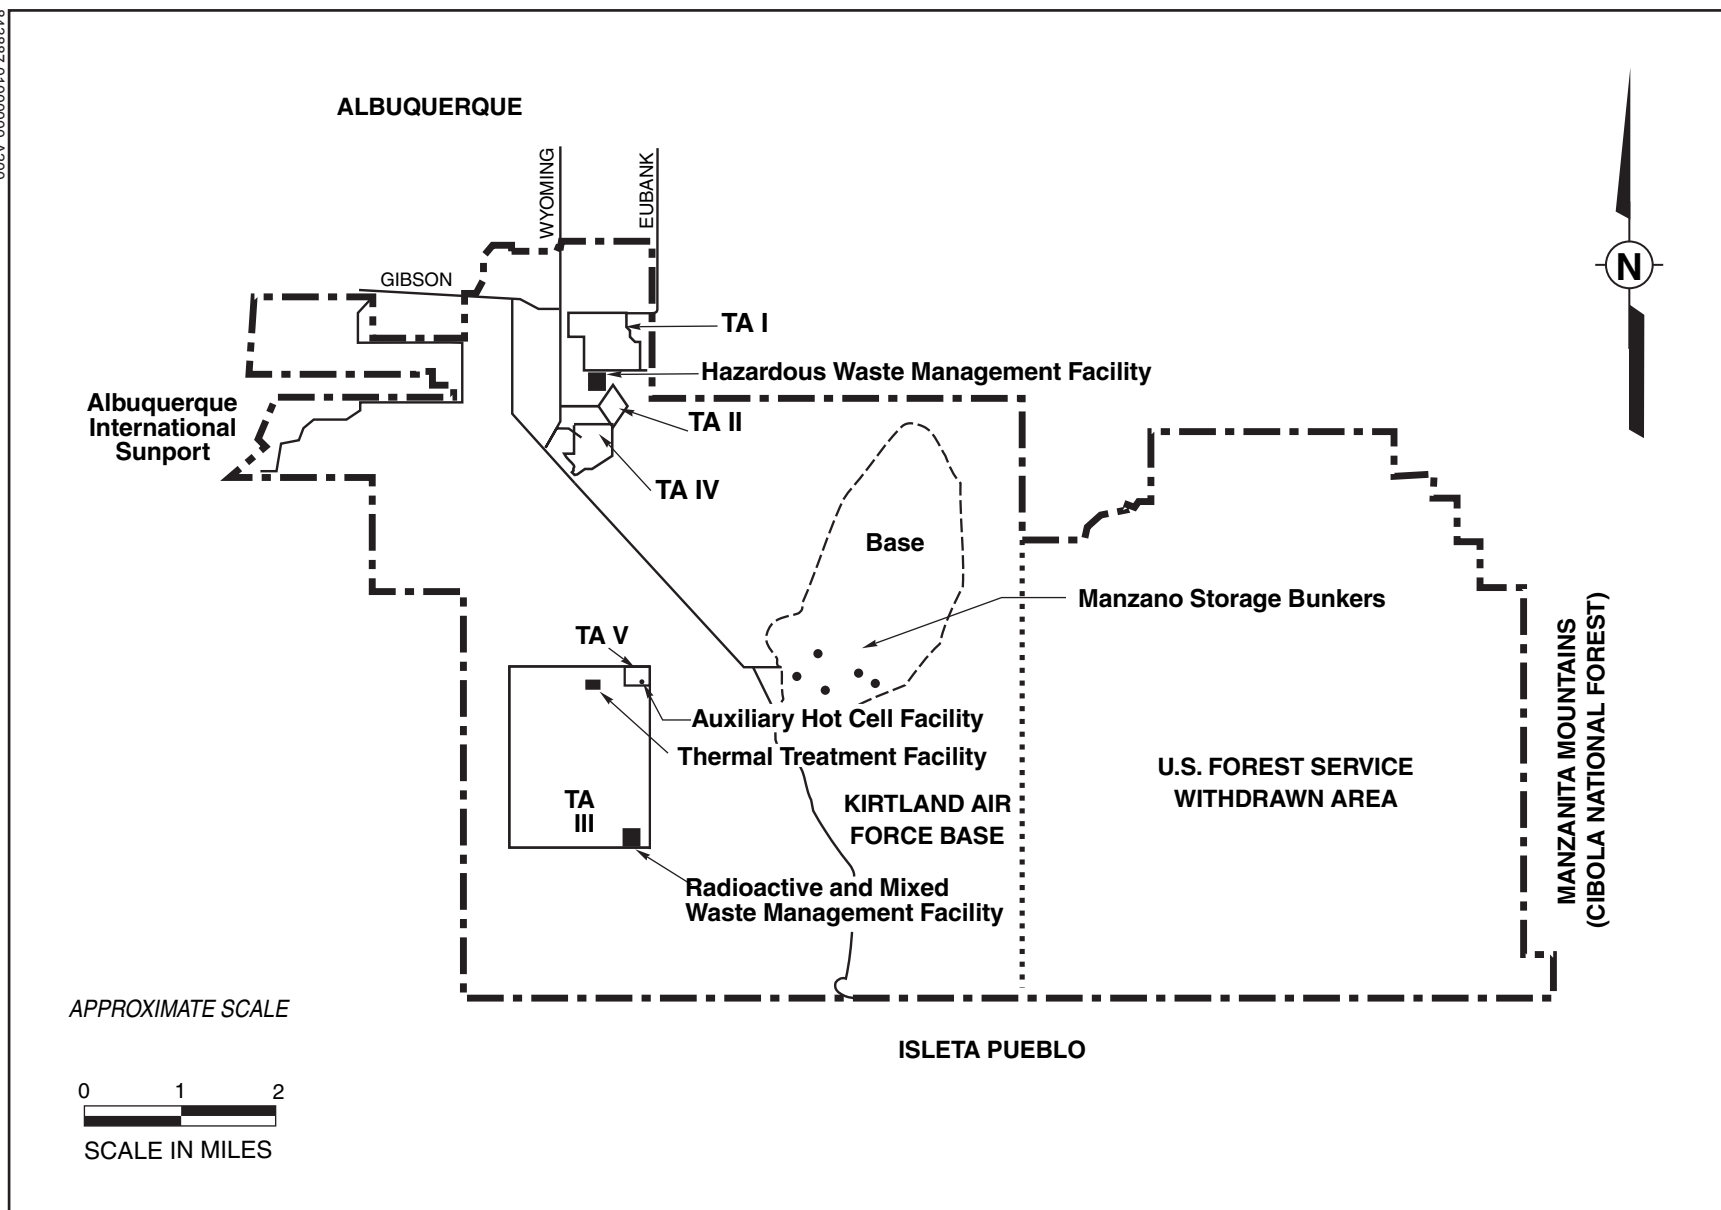 ALBUQUERQUE
WYOMING
EUBANK
GIBSON
N
TA I
Hazardous Waste Management Facility
Albuquerque
International
Sunport
TA II
TA IV
Base
Manzano Storage Bunkers
TA V
Auxiliary Hot Cell Facility
Thermal Treatment Facility
TA
III
KIRTLAND AIR
FORCE BASE
U.S. FOREST SERVICE
WITHDRAWN AREA
MANZANITA MOUNTAINS
(CIBOLA NATIONAL FOREST)
Radioactive and Mixed
Waste Management Facility
APPROXIMATE SCALE
ISLETA PUEBLO
0 1 2
SCALE IN MILES